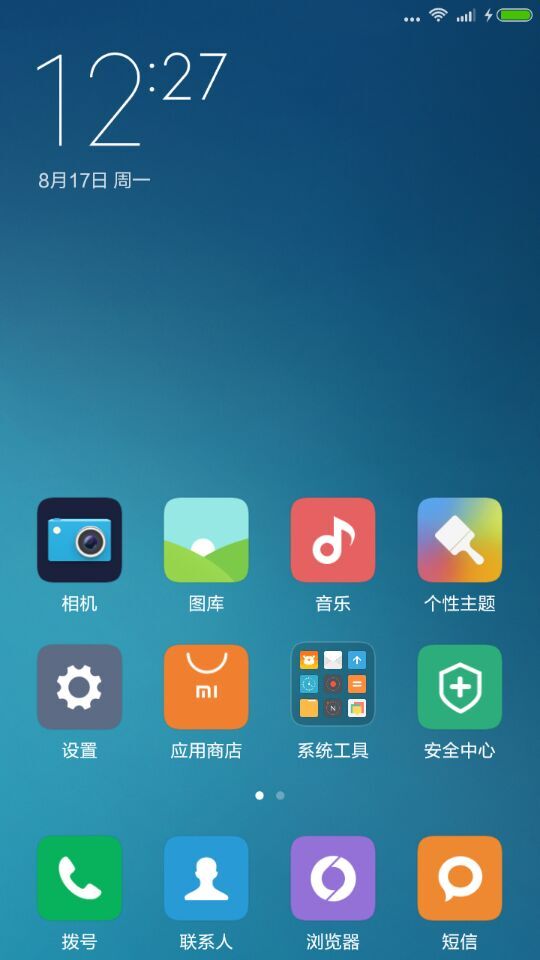 12:27
8月17日 周一
相机
图库
音乐
个性主题
mi
设置
应用商店
系统工具
安全中心
N
拨号
联系人
浏览器
短信